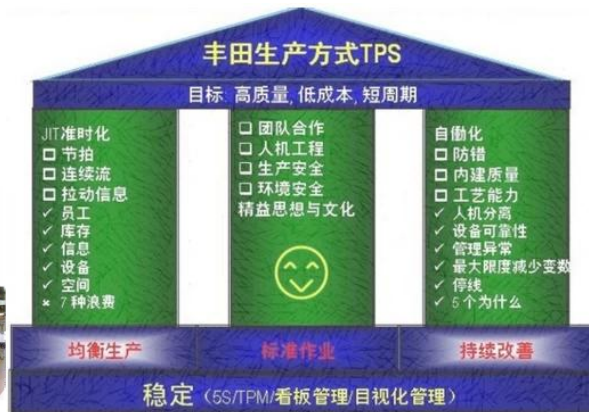 丰田生产方式TPS
目标: 高质量, 低成本, 短周期
JIT准时化
□ 节拍
□ 连续流
□ 拉动信息
✓ 员工
✓ 库存
✓ 信息
✓ 设备
✓ 空间
× 7种浪费
□ 团队合作
□ 人机工程
□ 生产安全
□ 环境安全
精益思想与文化
自働化
□ 防错
□ 内建质量
□ 工艺能力
✓ 人机分离
✓ 设备可靠性
✓ 管理异常
✓ 最大限度减少变数
✓ 停线
✓ 5个为什么
均衡生产
标准作业
持续改善
稳定（5S/TPM/看板管理/目视化管理）